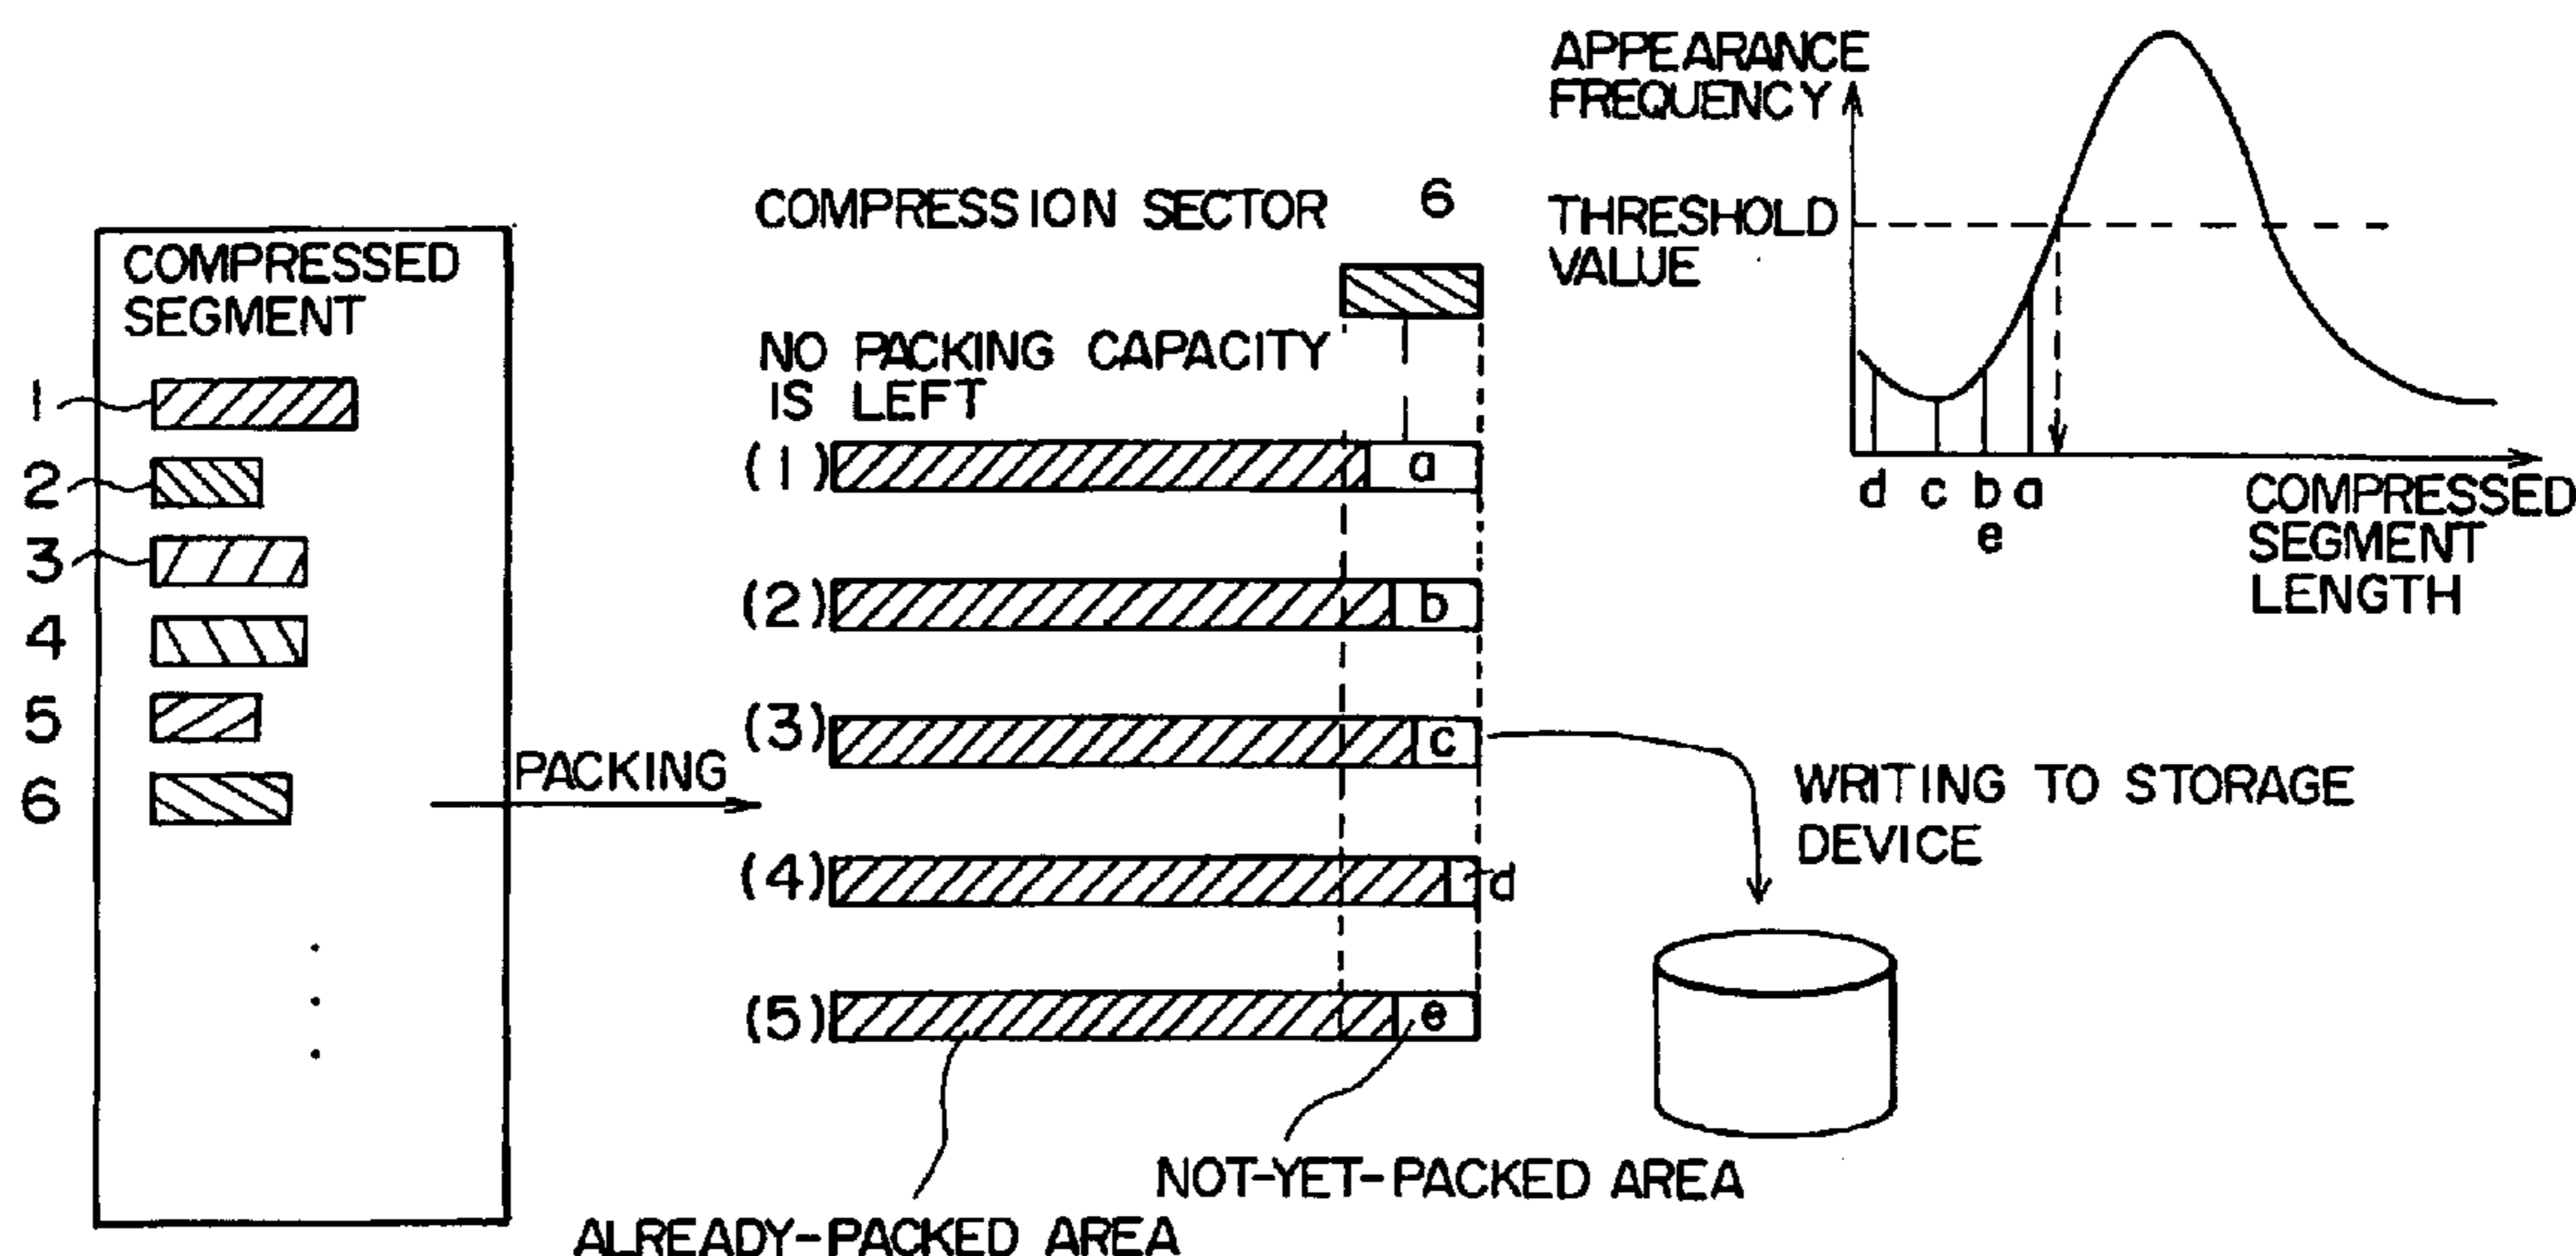 COMPRESSED
SEGMENT
1
2
3
4
5
6
PACKING
COMPRESSION SECTOR 6
NO PACKING CAPACITY
IS LEFT
(1) a
(2) b
(3) c
(4) d
(5) e
ALREADY-PACKED AREA
NOT-YET-PACKED AREA
WRITING TO STORAGE
DEVICE
APPEARANCE
FREQUENCY
THRESHOLD
VALUE
d c b a
e
COMPRESSED
SEGMENT
LENGTH